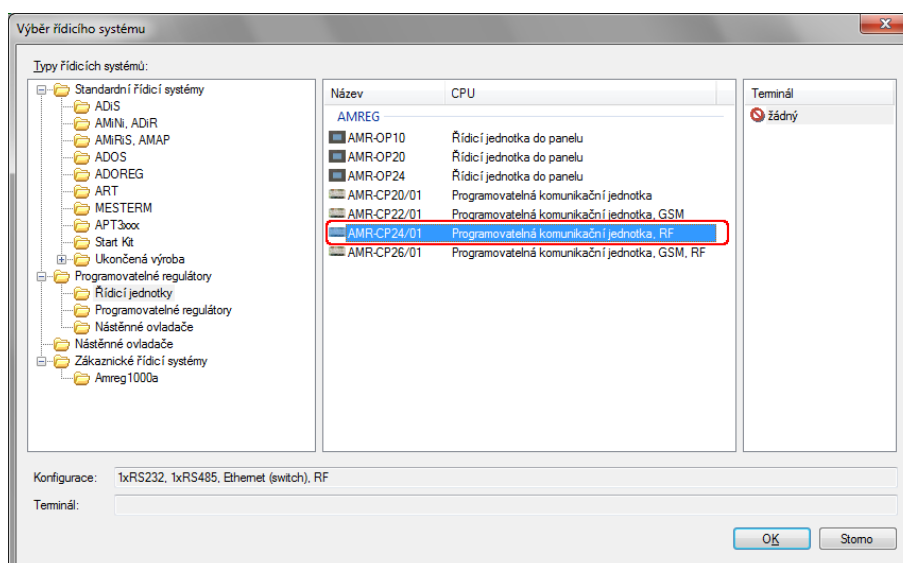 Výběr řídicího systému
Typy řídicích systémů:
Standardní řídicí systémy
ADiS
AMiNi, ADiR
AMiRiS, AMAP
ADOS
ADOREG
ART
MESTERM
APT3xxx
Start Kit
Ukončená výroba
Programovatelné regulátory
Řídicí jednotky
Programovatelné regulátory
Nástěnné ovladače
Nástěnné ovladače
Zákaznické řídicí systémy
Amreg1000a
Název CPU
AMREG
AMR-OP10 Řídicí jednotka do panelu
AMR-OP20 Řídicí jednotka do panelu
AMR-OP24 Řídicí jednotka do panelu
AMR-CP20/01 Programovatelná komunikační jednotka
AMR-CP22/01 Programovatelná komunikační jednotka, GSM
AMR-CP24/01 Programovatelná komunikační jednotka, RF
AMR-CP26/01 Programovatelná komunikační jednotka, GSM, RF
Terminál
žádný
Konfigurace: 1xRS232, 1xRS485, Ethernet (switch), RF
Terminál:
OK Storno